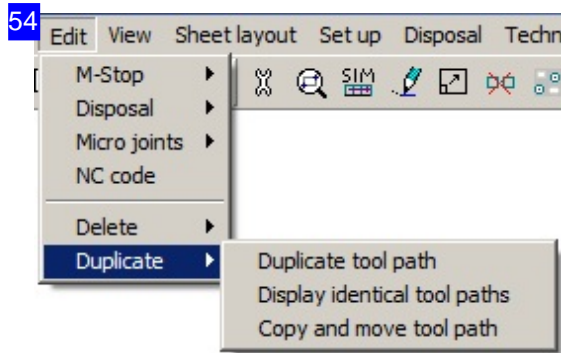 54
Edit View Sheet layout Set up Disposal Techn
SIM
M-Stop
Disposal
Micro joints
NC code
Delete
Duplicate
Duplicate tool path
Display identical tool paths
Copy and move tool path